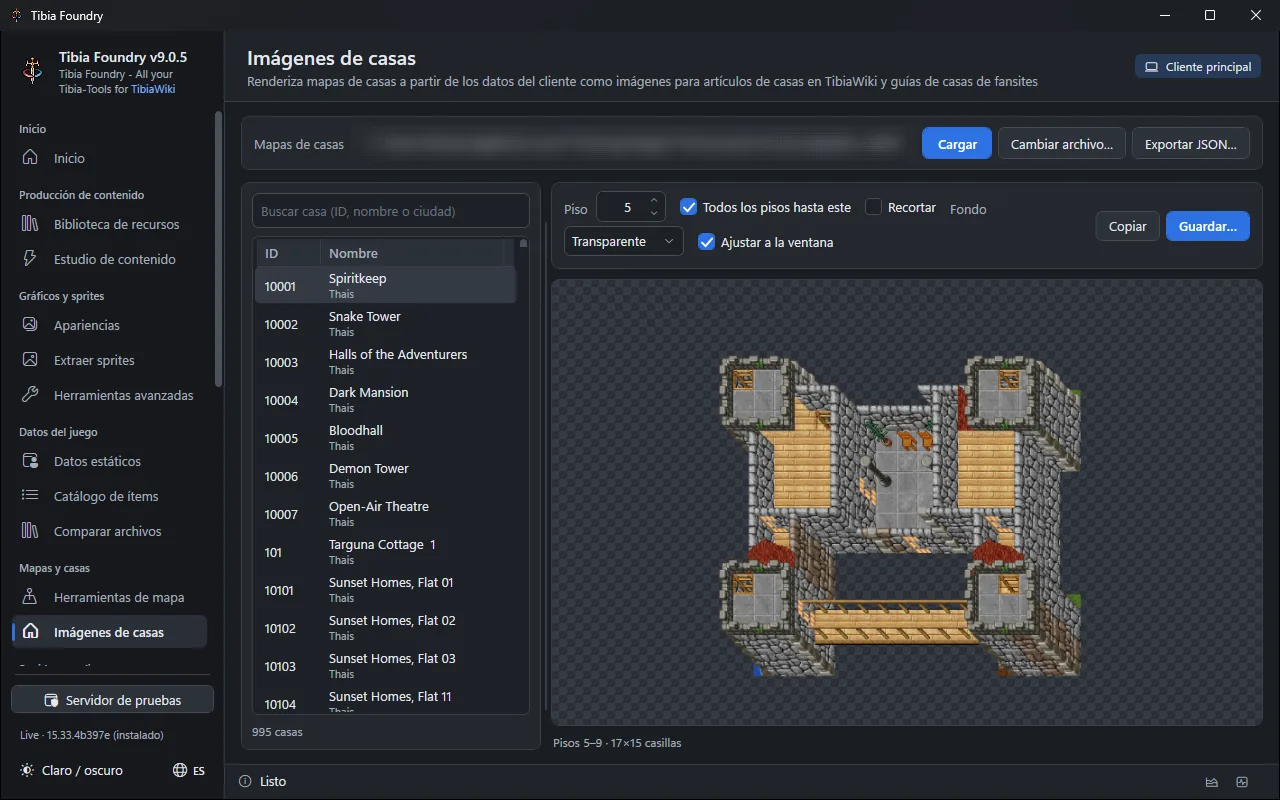 Tibia Foundry
Tibia Foundry v9.0.5
Tibia Foundry - All your
Tibia-Tools for TibiaWiki
Inicio
Inicio
Producción de contenido
Biblioteca de recursos
Estudio de contenido
Gráficos y sprites
Apariencias
Extraer sprites
Herramientas avanzadas
Datos del juego
Datos estáticos
Catálogo de ítems
Comparar archivos
Mapas y casas
Herramientas de mapa
Imágenes de casas
Servidor de pruebas
Live · 15.33.4b397e (instalado)
Claro / oscuro
ES
Imágenes de casas
Renderiza mapas de casas a partir de los datos del cliente como imágenes para artículos de casas en TibiaWiki y guías de casas de fansites
Cliente principal
Mapas de casas
Cargar
Cambiar archivo...
Exportar JSON...
Buscar casa (ID, nombre o ciudad)
ID Nombre
10001 Spiritkeep
Thais
10002 Snake Tower
Thais
10003 Halls of the Adventurers
Thais
10004 Dark Mansion
Thais
10005 Bloodhall
Thais
10006 Demon Tower
Thais
10007 Open-Air Theatre
Thais
101 Targuna Cottage 1
Thais
10101 Sunset Homes, Flat 01
Thais
10102 Sunset Homes, Flat 02
Thais
10103 Sunset Homes, Flat 03
Thais
10104 Sunset Homes, Flat 11
Thais
995 casas
Piso 5 Todos los pisos hasta este Recortar Fondo
Transparente Ajustar a la ventana
Copiar
Guardar...
Pisos 5–9 · 17×15 casillas
Listo